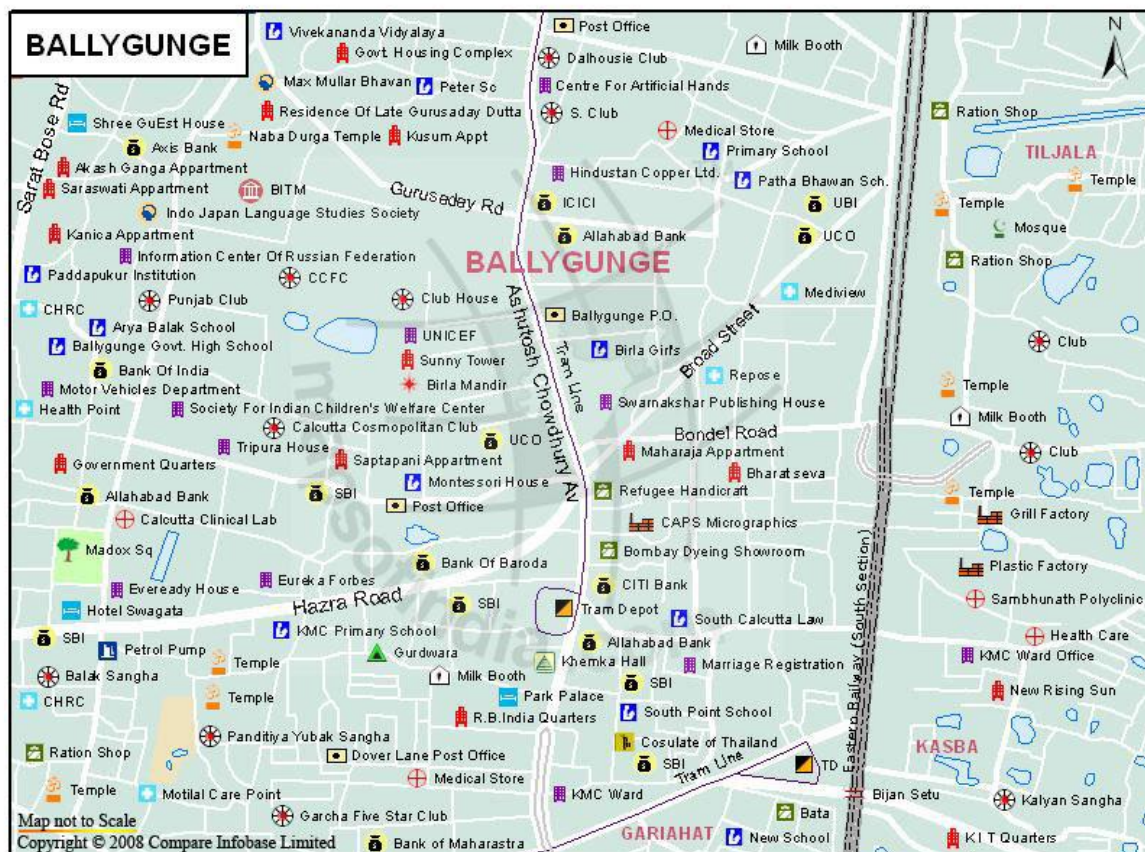 BALLYGUNGE
Vivekananda Vidyalaya
Post Office
N
Govt. Housing Complex
Milk Booth
Dalhousie Club
Max Mullar Bhavan
Peter Sc
Centre For Artificial Hands
Sarat Bose Rd
Residence Of Late Gurusaday Dutta
S. Club
Ration Shop
Shree GuEst House
Naba Durga Temple
Kusum Appt
Medical Store
Axis Bank
Primary School
TILJALA
Akash Ganga Appartment
Hindustan Copper Ltd.
Patha Bhawan Sch.
Temple
Saraswati Appartment
BITM
Gurusaday Rd
ICICI
UBI
Temple
Indo Japan Language Studies Society
Mosque
Kanica Appartment
Allahabad Bank
UCO
Information Center Of Russian Federation
BALLYGUNGE
Ration Shop
Paddapukur Institution
CCFC
Mediview
Punjab Club
Club House
CHRC
Ashutosh Chowdhury Av
Ballygunge P.O.
Arya Balak School
UNICEF
Broad Street
Club
Ballygunge Govt. High School
Tram Line
Birla Girls
Sunny Tower
Bank Of India
Repose
Motor Vehicles Department
Birla Mandir
Temple
Health Point
Society For Indian Children's Welfare Center
Swarnakshar Publishing House
Milk Booth
Calcutta Cosmopolitan Club
Bondel Road
Tripura House
UCO
Maharaja Appartment
Club
Government Quarters
Saptapani Appartment
Bharatseva
Montessori House
Allahabad Bank
SBI
Refugee Handicraft
Temple
Post Office
Calcutta Clinical Lab
CAPS Micrographics
Grill Factory
Madox Sq
Bombay Dyeing Showroom
Bank Of Baroda
Plastic Factory
Eveready House
Eureka Forbes
CITI Bank
Eastern Railway (South Section)
Hazra Road
SBI
Tram Depot
Sambhunath Polyclinic
Hotel Swagata
South Calcutta Law
KMC Primary School
SBI
Allahabad Bank
Health Care
Petrol Pump
Gurdwara
Temple
Khemka Hall
Marriage Registration
KMC Ward Office
Balak Sangha
Milk Booth
SBI
Temple
Park Palace
New Rising Sun
CHRC
R.B.India Quarters
South Point School
Panditiya Yubak Sangha
Cosulate of Thailand
KASBA
Ration Shop
Dover Lane Post Office
SBI
Tram Line
TD
Medical Store
Temple
Motilal Care Point
KMC Ward
Bijan Setu
Kalyan Sangha
Map not to Scale
Garcha Five Star Club
Bata
GARIAHAT
New School
KIT Quarters
Copyright © 2008 Compare Infobase Limited
Bank of Maharastra